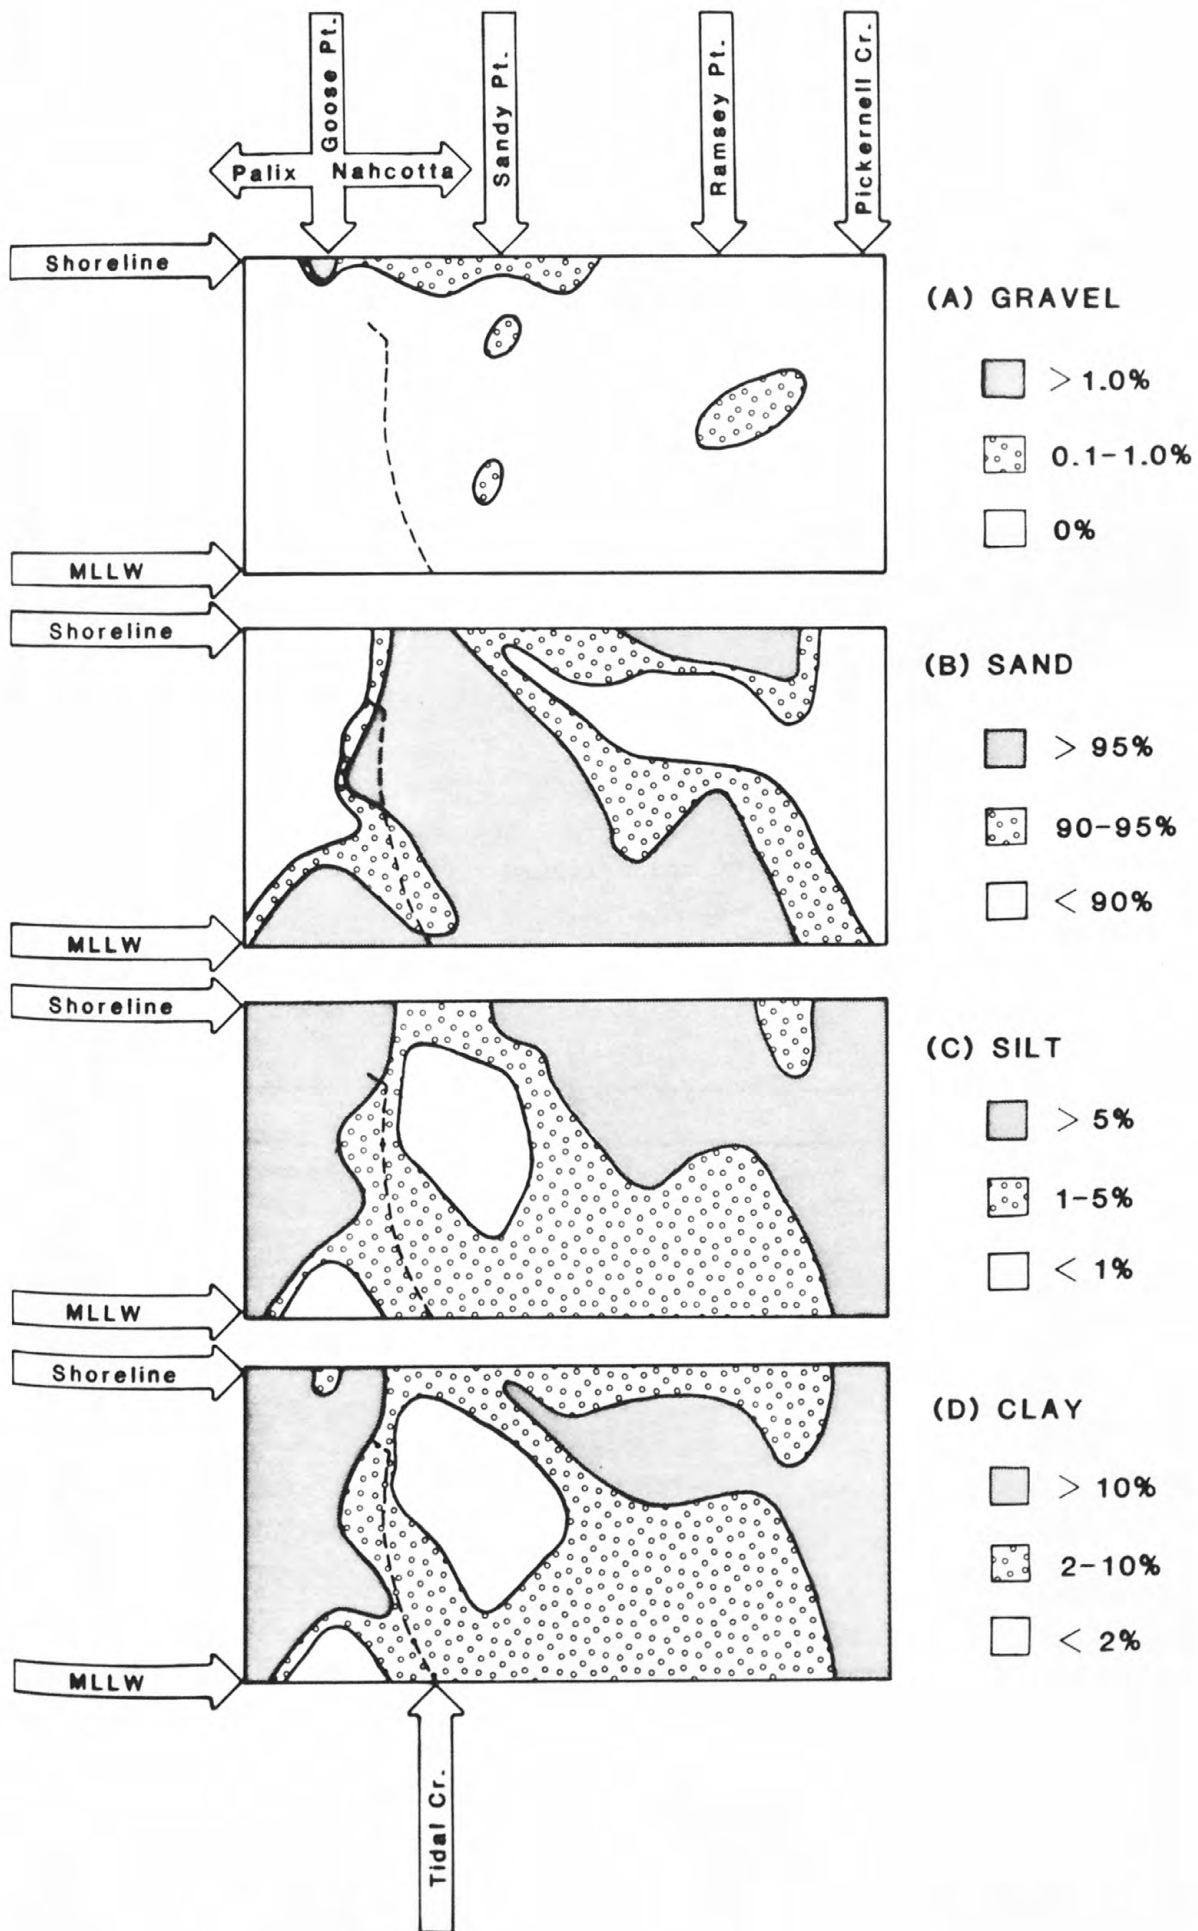 Goose Pt.
Sandy Pt.
Ramsey Pt.
Pickernell Cr.
Palix
Nahcotta
Shoreline
(A) GRAVEL
> 1.0%
0.1-1.0%
0%
MLLW
Shoreline
(B) SAND
> 95%
90-95%
< 90%
MLLW
Shoreline
(C) SILT
> 5%
1-5%
< 1%
MLLW
Shoreline
(D) CLAY
> 10%
2-10%
< 2%
MLLW
Tidal Cr.